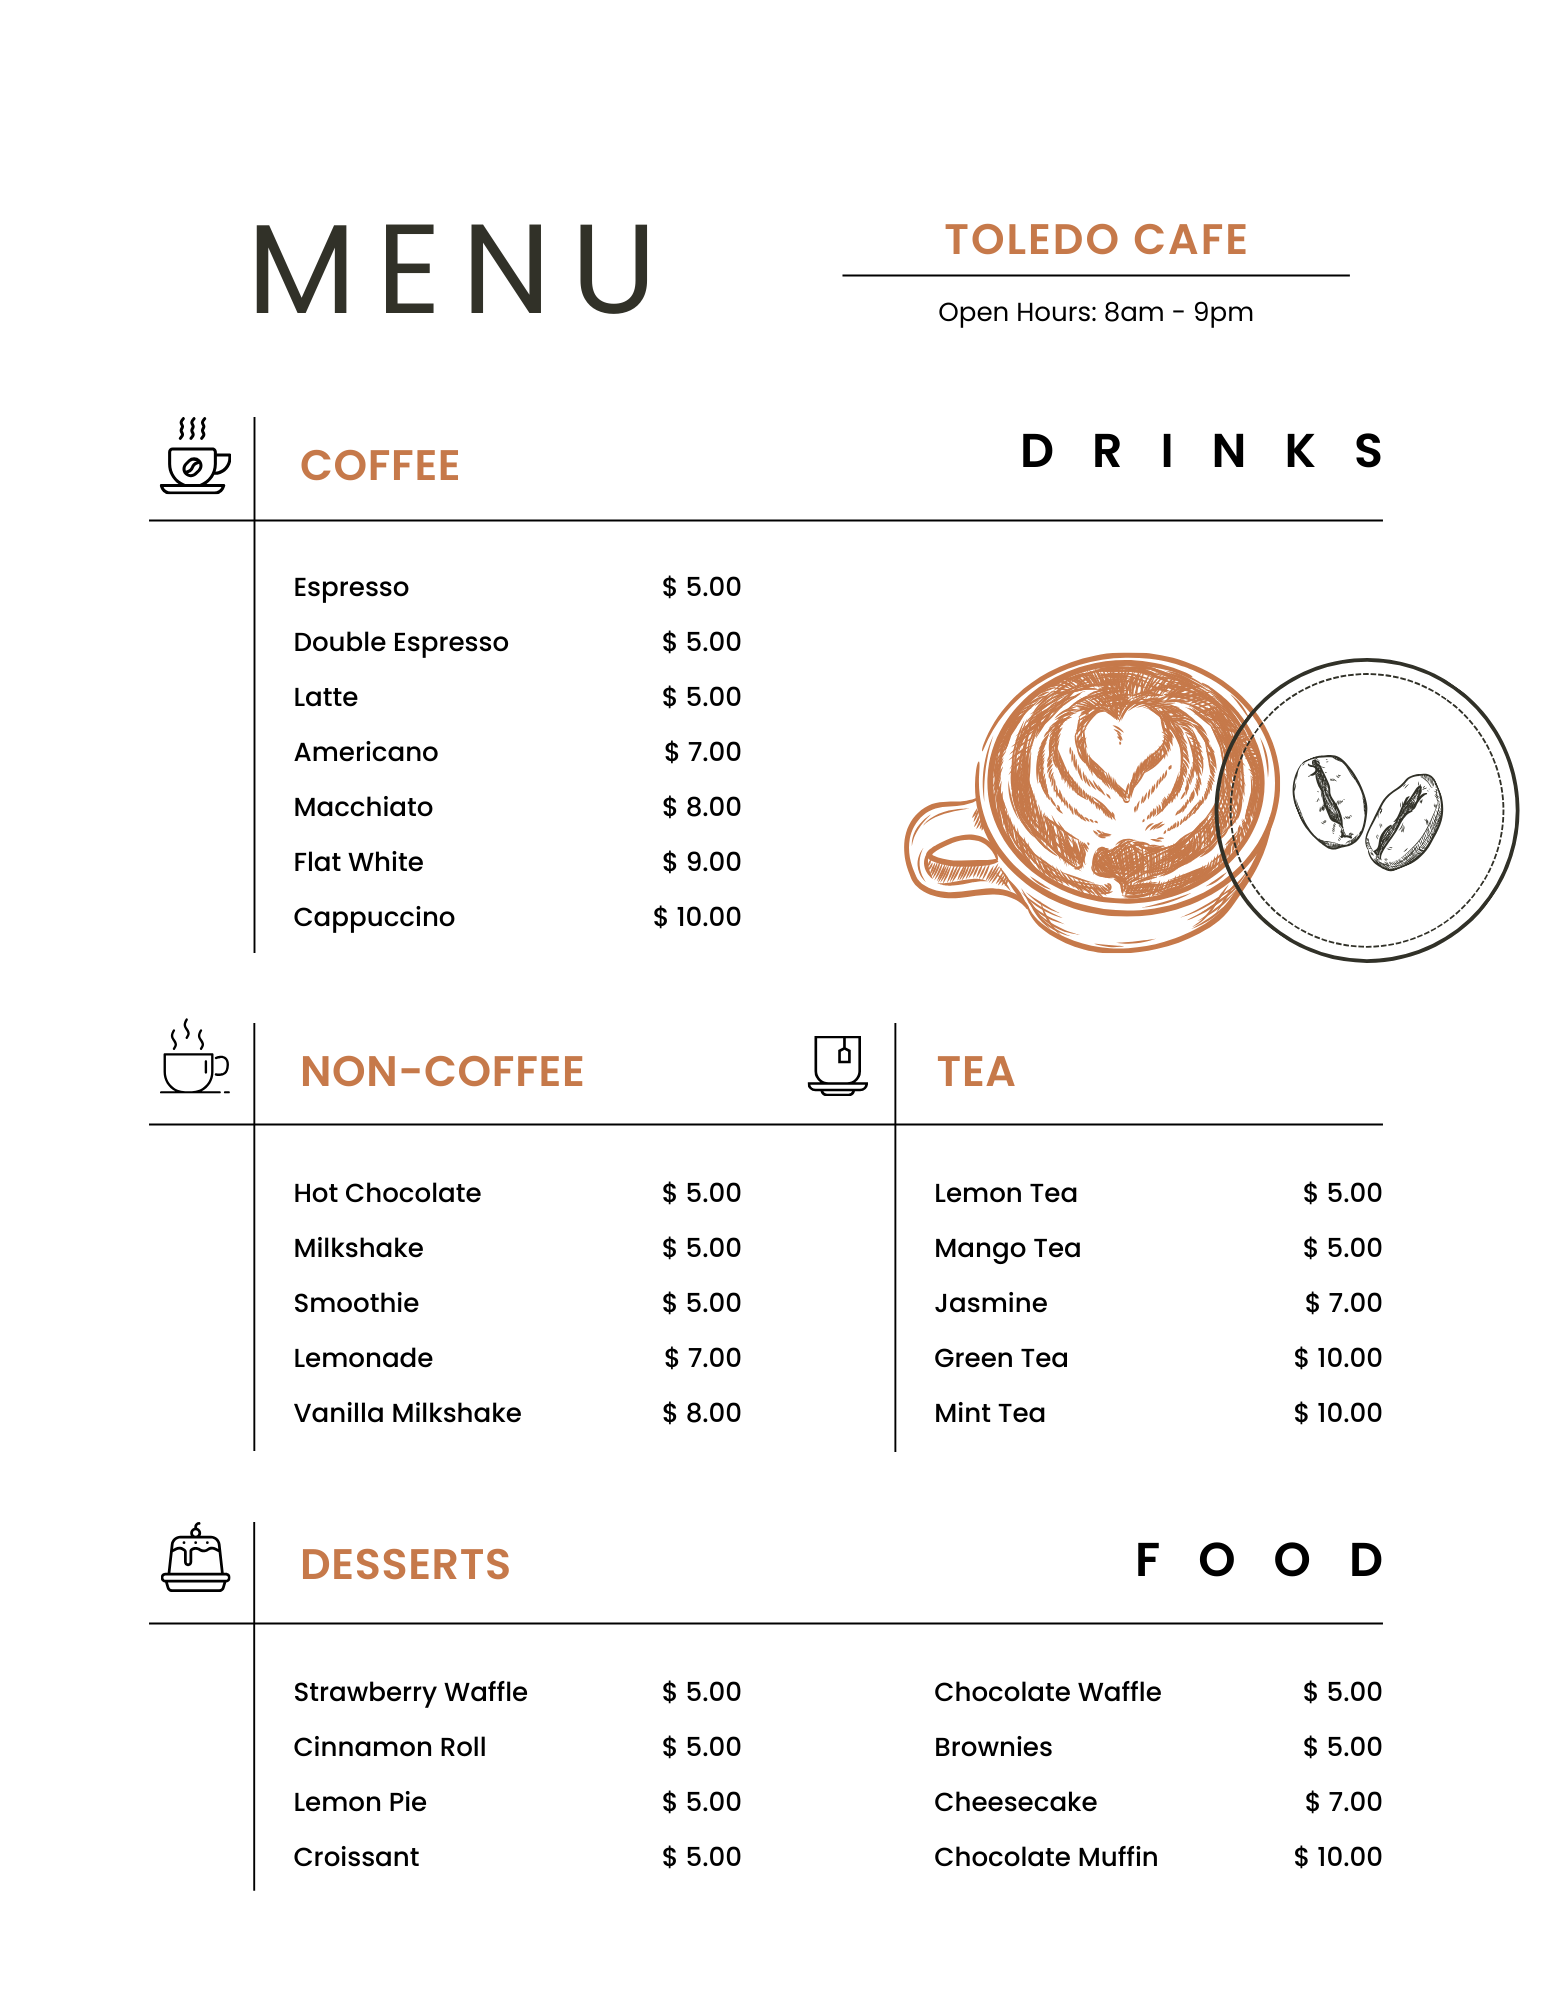 MENU
TOLEDO CAFE
Open Hours: 8am - 9pm
COFFEE
DRINKS
Espresso $ 5.00
Double Espresso $ 5.00
Latte $ 5.00
Americano $ 7.00
Macchiato $ 8.00
Flat White $ 9.00
Cappuccino $ 10.00
NON-COFFEE
Hot Chocolate $ 5.00
Milkshake $ 5.00
Smoothie $ 5.00
Lemonade $ 7.00
Vanilla Milkshake $ 8.00
TEA
Lemon Tea $ 5.00
Mango Tea $ 5.00
Jasmine $ 7.00
Green Tea $ 10.00
Mint Tea $ 10.00
DESSERTS
FOOD
Strawberry Waffle $ 5.00
Cinnamon Roll $ 5.00
Lemon Pie $ 5.00
Croissant $ 5.00
Chocolate Waffle $ 5.00
Brownies $ 5.00
Cheesecake $ 7.00
Chocolate Muffin $ 10.00